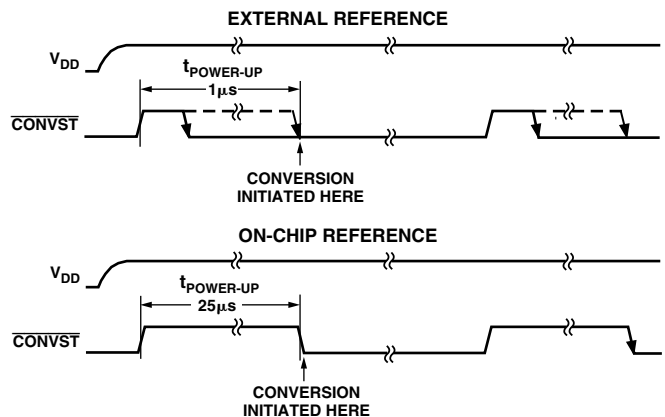 EXTERNAL REFERENCE
VDD
tPOWER-UP
1μs
CONVST
CONVERSION
INITIATED HERE
ON-CHIP REFERENCE
VDD
tPOWER-UP
25μs
CONVST
CONVERSION
INITIATED HERE